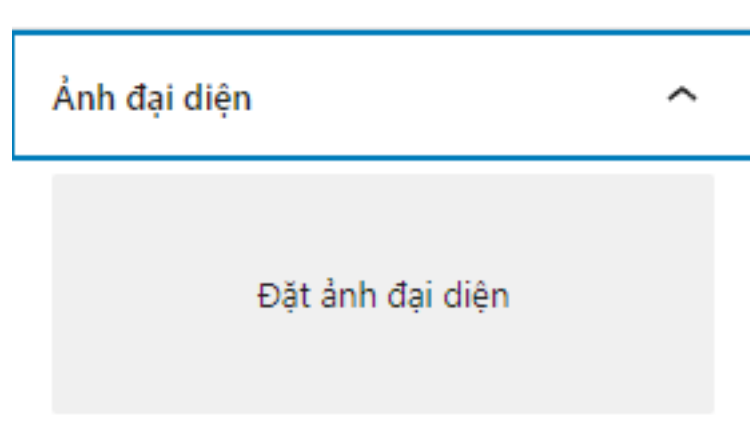 Ảnh đại diện
Đặt ảnh đại diện